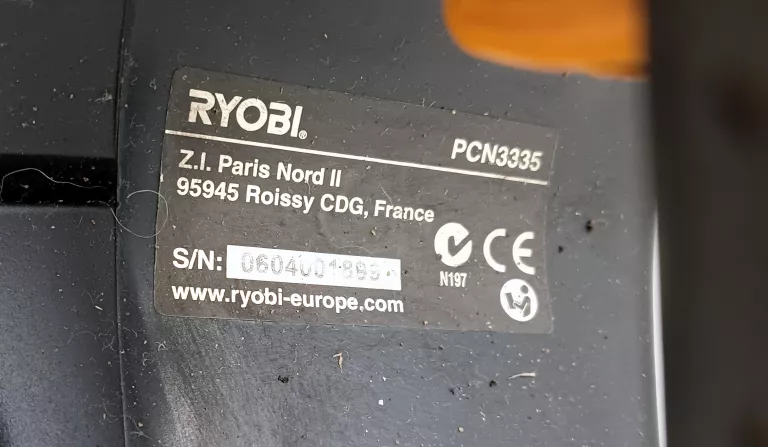 RYOBI®
PCN3335
Z.I. Paris Nord II
95945 Roissy CDG, France
N197
CE
S/N:
www.ryobi-europe.com